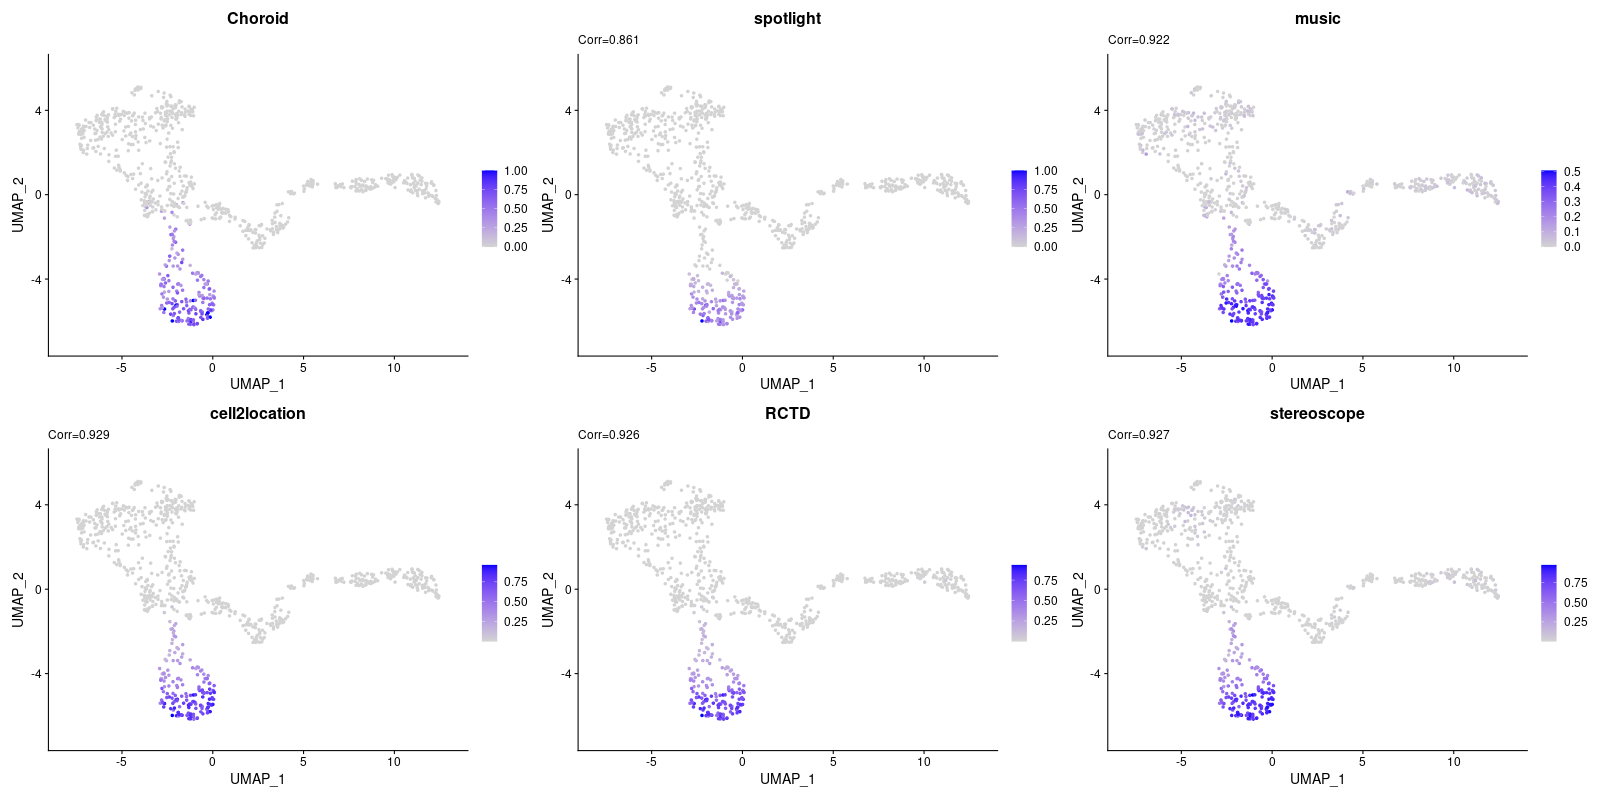 Choroid
4
0
-4
-5
0
5
10
UMAP_1
UMAP_2
1.00
0.75
0.50
0.25
0.00
spotlight
Corr=0.861
4
0
-4
-5
0
5
10
UMAP_1
UMAP_2
1.00
0.75
0.50
0.25
0.00
music
Corr=0.922
4
0
-4
-5
0
5
10
UMAP_1
UMAP_2
0.5
0.4
0.3
0.2
0.1
0.0
cell2location
Corr=0.929
4
0
-4
-5
0
5
10
UMAP_1
UMAP_2
0.75
0.50
0.25
RCTD
Corr=0.926
4
0
-4
-5
0
5
10
UMAP_1
UMAP_2
0.75
0.50
0.25
stereoscope
Corr=0.927
4
0
-4
-5
0
5
10
UMAP_1
UMAP_2
0.75
0.50
0.25